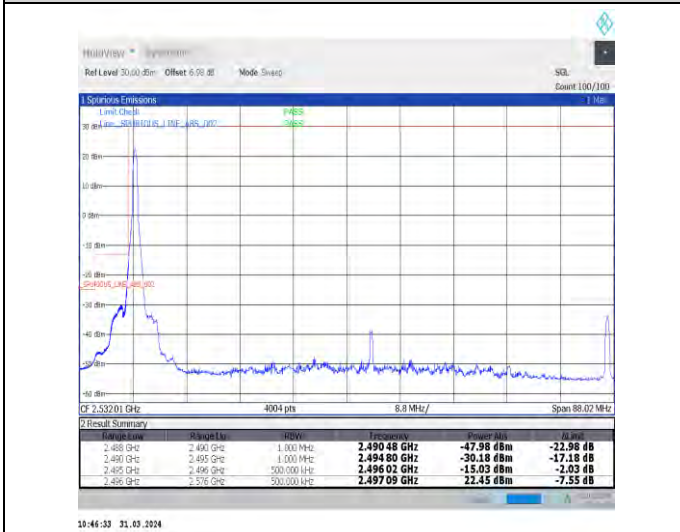 MultiView
Ref Level 30.00 dBm Offset 6.98 dB Mode Sweep SGL
Count 100/100
1 Spurious Emissions
Limit Check PASS
30 dBm PASS
20 dBm
10 dBm
0 dBm
-10 dBm
-20 dBm
-30 dBm
-40 dBm
-50 dBm
-60 dBm
CF 2.53201 GHz 4004 pts 8.8 MHz/ Span 88.02 MHz
2 Result Summary
Range Low Range Up RBW Frequency Power Abs ΔLimit
2.488 GHz 2.490 GHz 1.000 MHz 2.490 48 GHz -47.98 dBm -22.98 dB
2.490 GHz 2.495 GHz 1.000 MHz 2.494 80 GHz -30.18 dBm -17.18 dB
2.495 GHz 2.496 GHz 500.000 kHz 2.496 02 GHz -15.03 dBm -2.03 dB
2.496 GHz 2.576 GHz 500.000 kHz 2.497 09 GHz 22.45 dBm -7.55 dB
10:46:33 31.03.2024